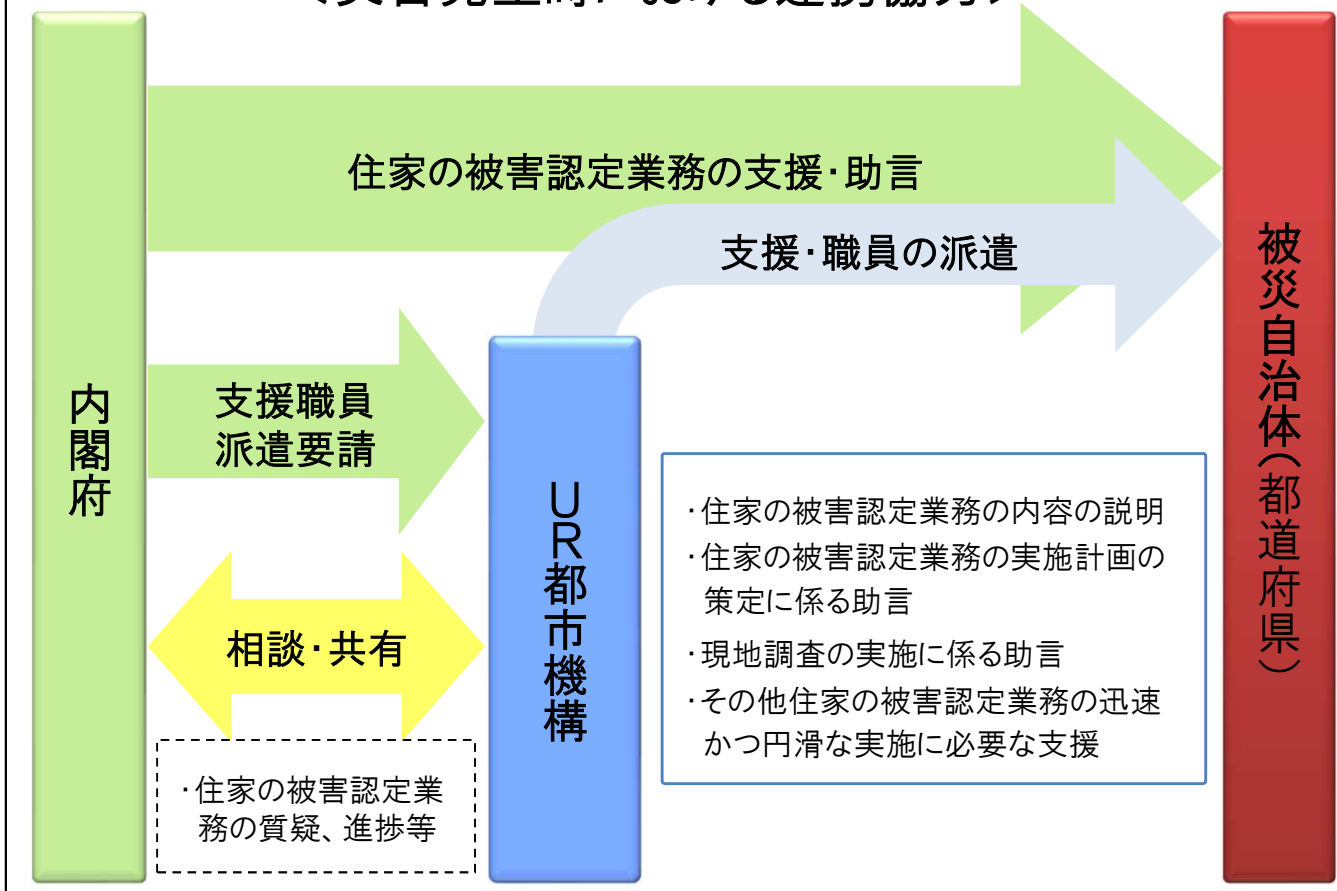 住家の被害認定業務の支援・助言
支援・職員の派遣
内閣府
支援職員
派遣要請
相談・共有
・住家の被害認定業
務の質疑、進捗等
UR都市機構
・住家の被害認定業務の内容の説明
・住家の被害認定業務の実施計画の
策定に係る助言
・現地調査の実施に係る助言
・その他住家の被害認定業務の迅速
かつ円滑な実施に必要な支援
被災自治体（都道府県）